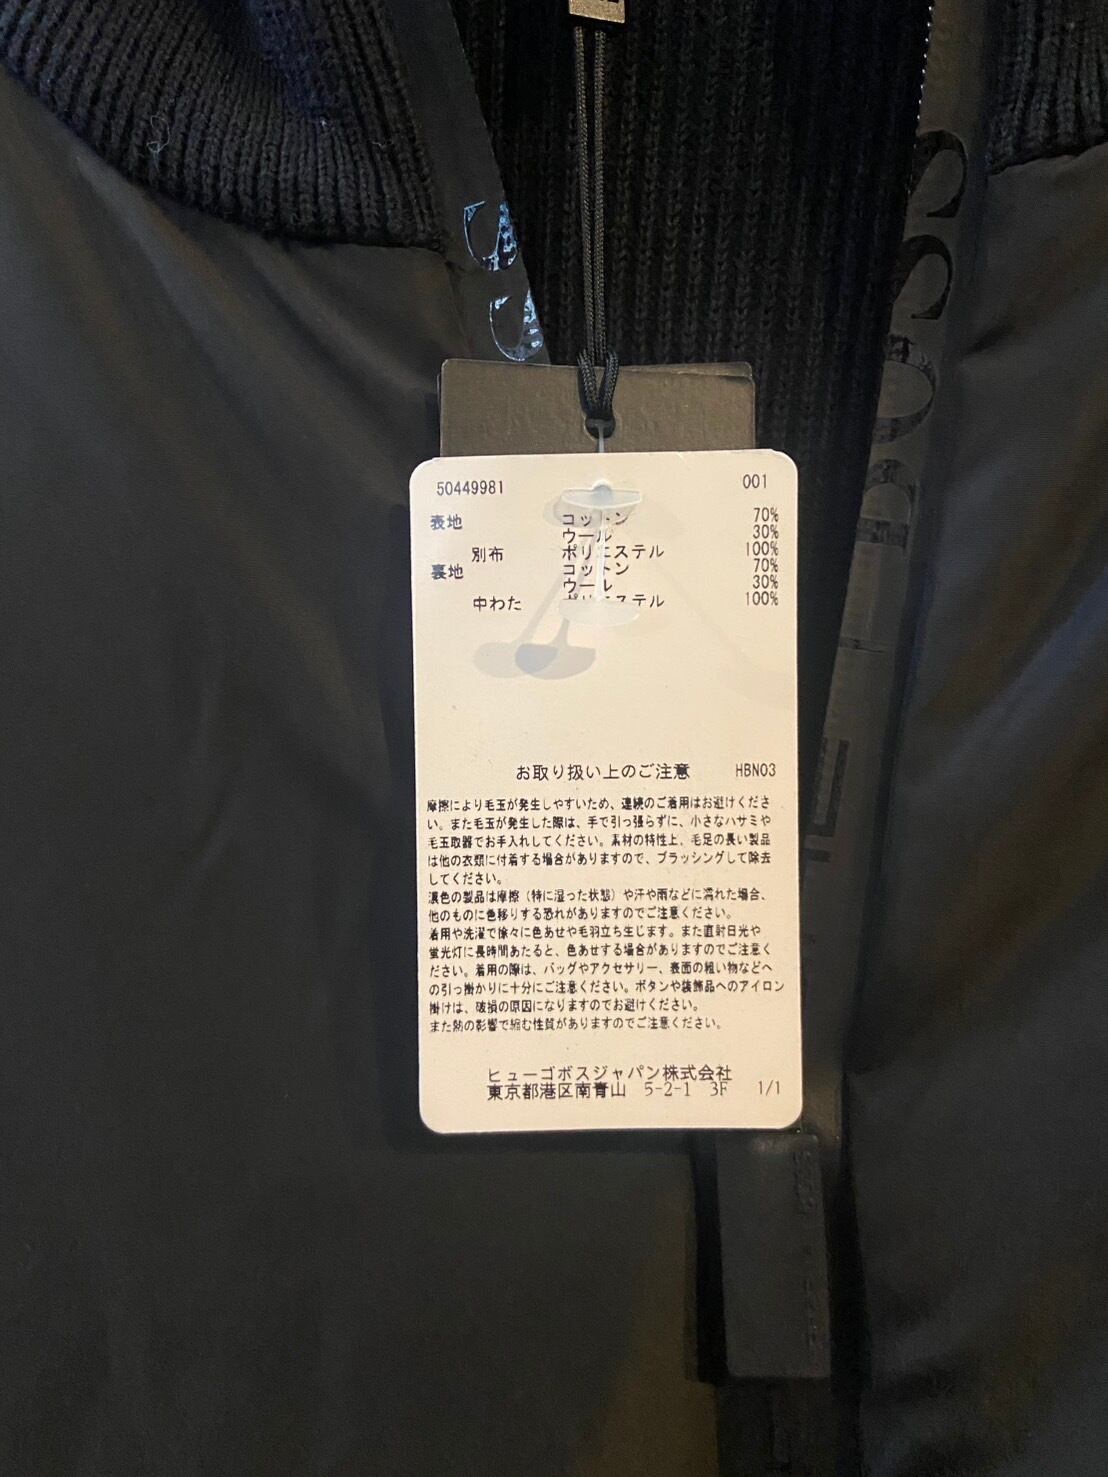 50449981 001
表地 コットン 70%
ウール 30%
別布 ポリエステル 100%
裏地 コットン 70%
ウール 30%
中わた ポリエステル 100%
お取り扱い上のご注意 HBN03
摩擦により毛玉が発生しやすいため、連続のご着用はお避けくださ
い。また毛玉が発生した際は、手で引っ張らずに、小さなハサミや
毛玉取器でお手入れしてください。素材の特性上、毛足の長い製品
は他の衣類に付着する場合がありますので、ブラッシングして除去
してください。
濃色の製品は摩擦（特に湿った状態）や汗や雨などに濡れた場合、
他のものに色移りする恐れがありますのでご注意ください。
着用や洗濯で徐々に色あせや毛羽立ち生じます。また直射日光や
蛍光灯に長時間あたると、色あせする場合がありますのでご注意く
ださい。着用の際は、バッグやアクセサリー、表面の粗い物などへ
の引っ掛かりに十分にご注意ください。ボタンや装飾品へのアイロン
掛けは、破損の原因になりますのでお避けください。
また熱の影響で縮む性質がありますのでご注意ください。
ヒューゴボスジャパン株式会社
東京都港区南青山 5-2-1 3F 1/1